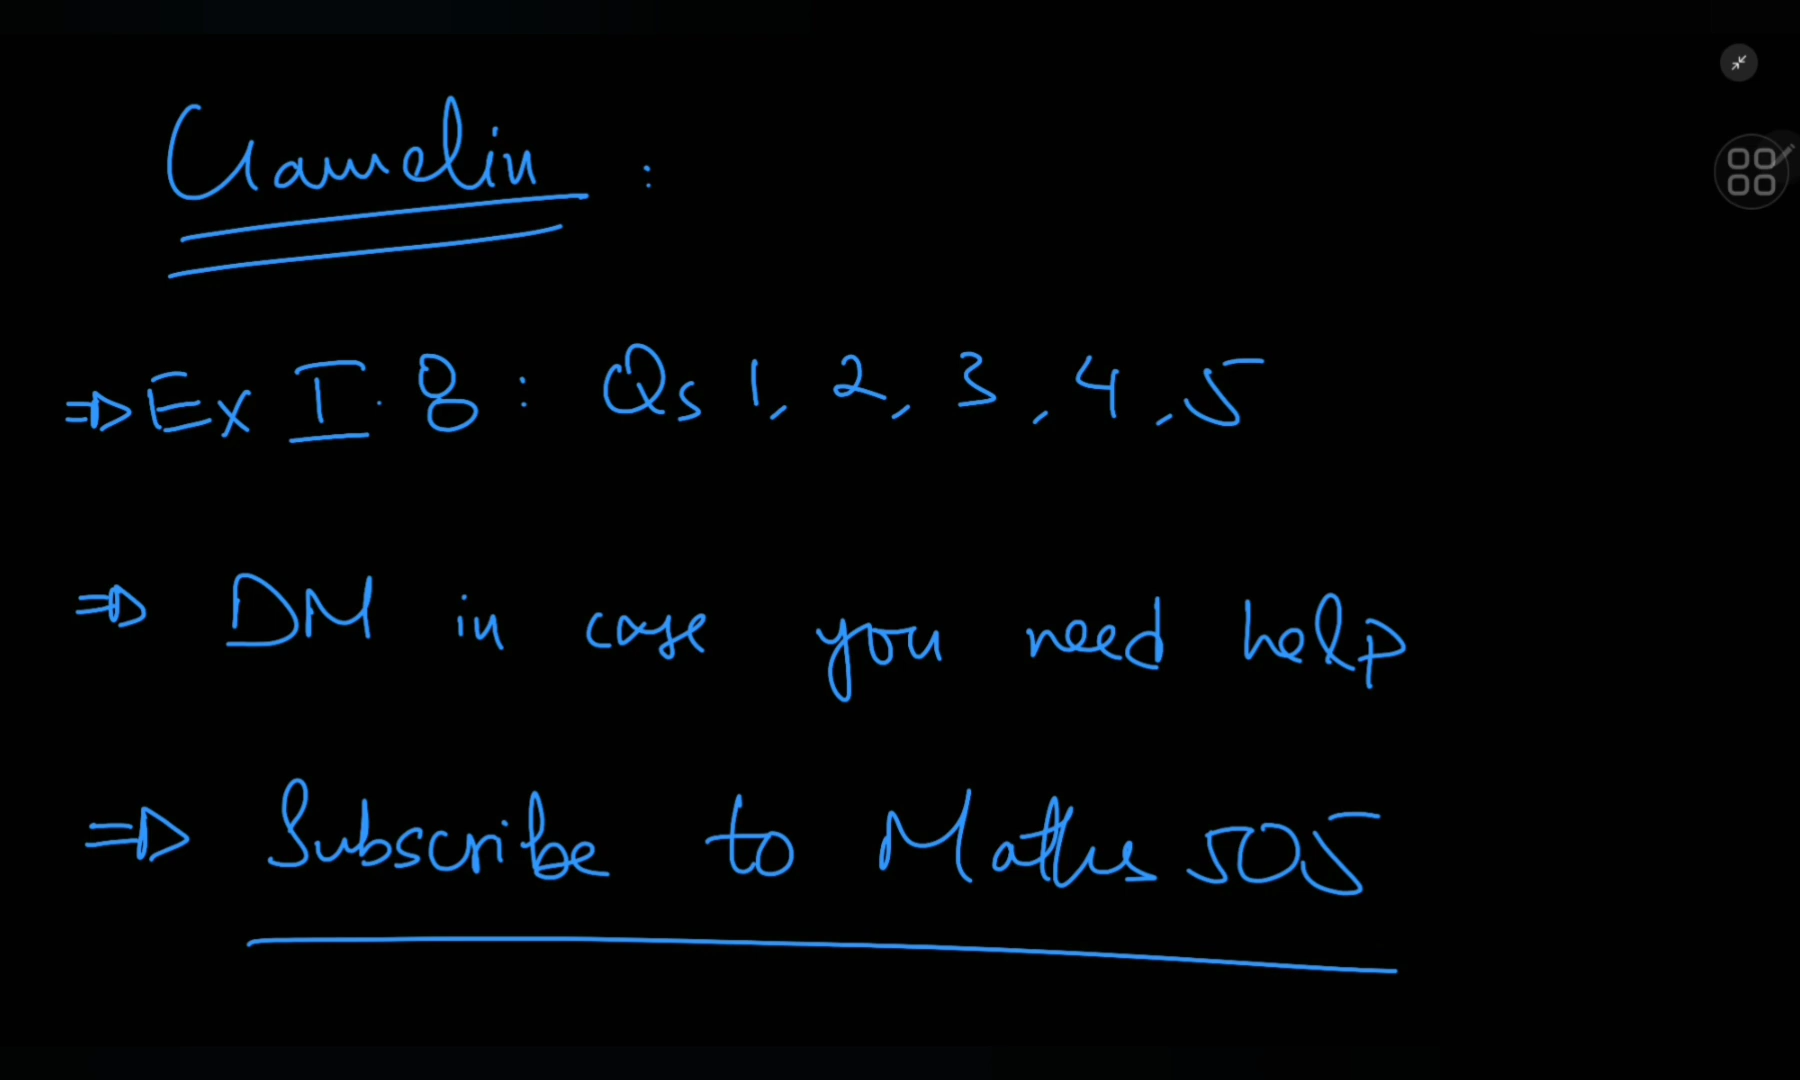 Gamelin :
⇒ Ex I.8 : Qs 1, 2, 3, 4, 5
⇒ DM in case you need help
⇒ Subscribe to Maths 505